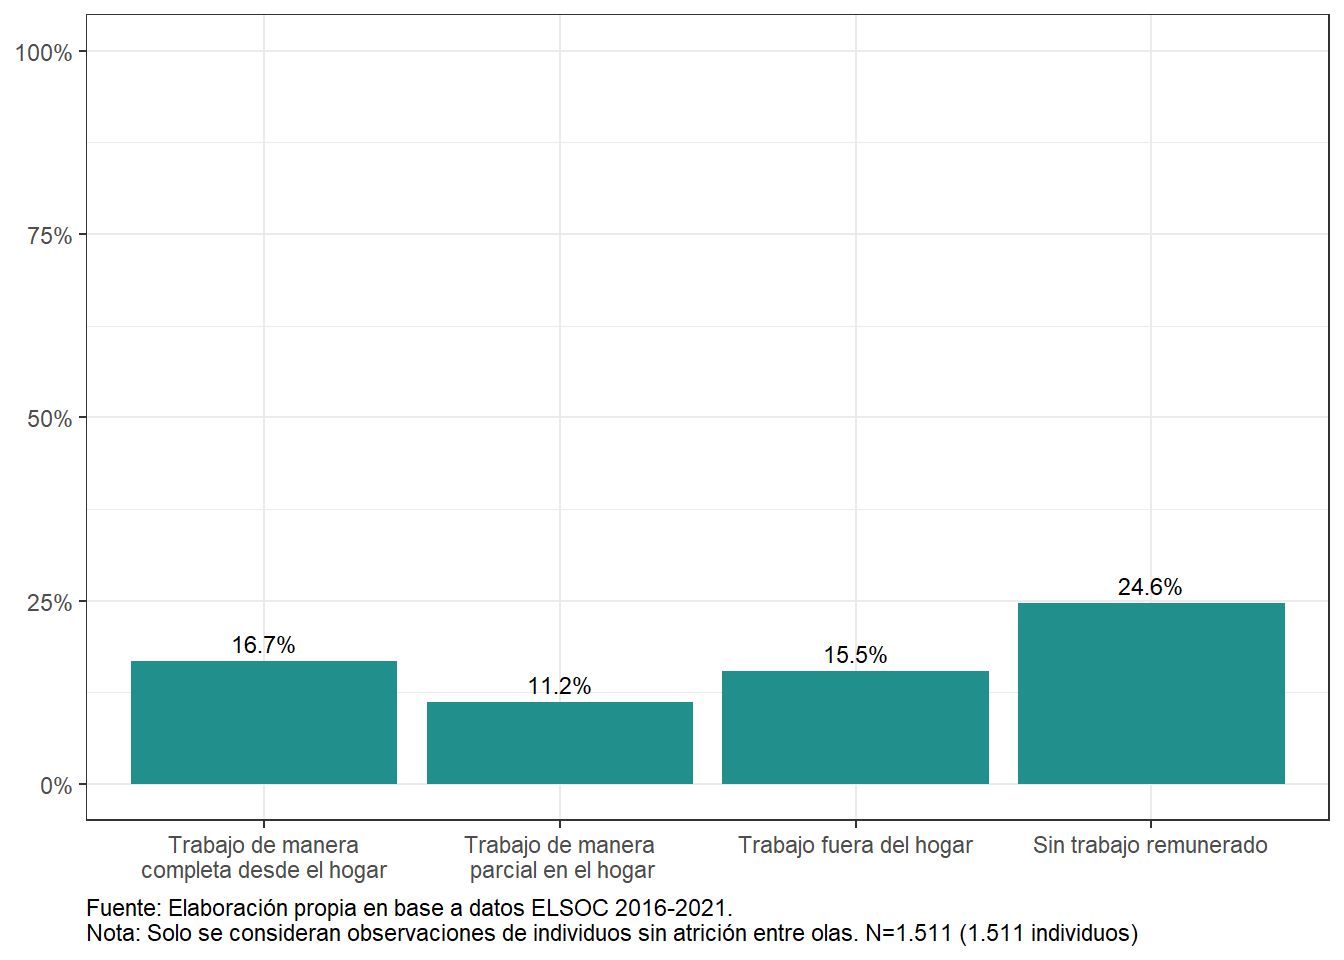 100%
75%
50%
25%
0%
16.7%
11.2%
15.5%
24.6%
Trabajo de manera
completa desde el hogar
Trabajo de manera
parcial en el hogar
Trabajo fuera del hogar
Sin trabajo remunerado
Fuente: Elaboración propia en base a datos ELSOC 2016-2021.
Nota: Solo se consideran observaciones de individuos sin atrición entre olas. N=1.511 (1.511 individuos)